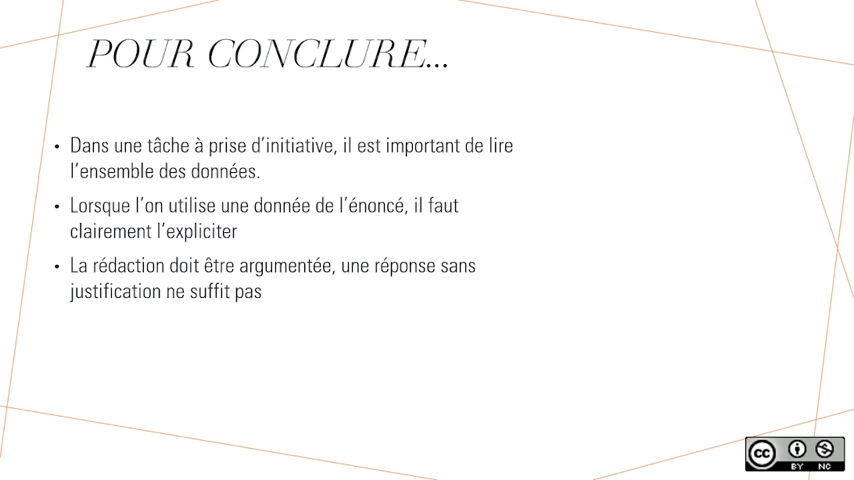 POUR CONCLURE...
• Dans une tâche à prise d'initiative, il est important de lire
l'ensemble des données.
• Lorsque l'on utilise une donnée de l'énoncé, il faut
clairement l'expliciter
• La rédaction doit être argumentée, une réponse sans
justification ne suffit pas
cc
BY NC